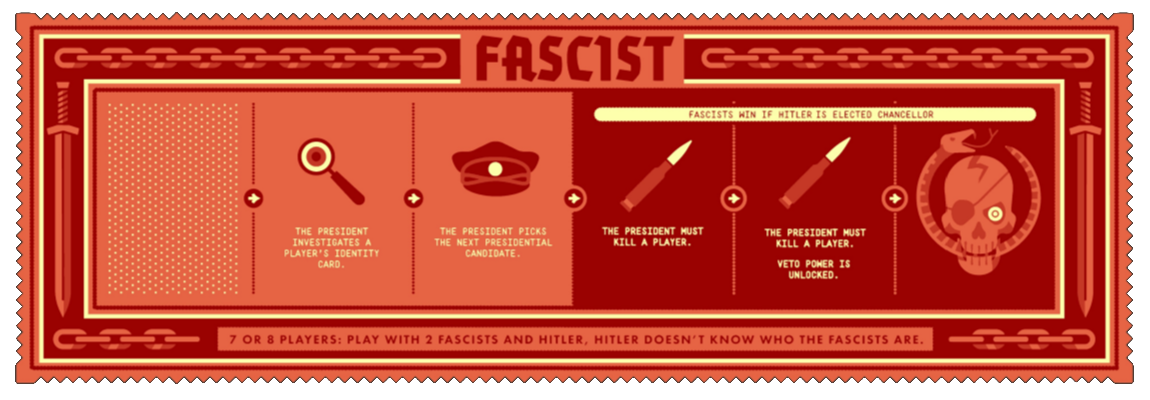 FASCIST
FASCISTS WIN IF HITLER IS ELECTED CHANCELLOR
THE PRESIDENT
INVESTIGATES A
PLAYER'S IDENTITY
CARD.
THE PRESIDENT PICKS
THE NEXT PRESIDENTIAL
CANDIDATE.
THE PRESIDENT MUST
KILL A PLAYER.
THE PRESIDENT MUST
KILL A PLAYER.
VETO POWER IS
UNLOCKED.
7 OR 8 PLAYERS: PLAY WITH 2 FASCISTS AND HITLER, HITLER DOESN'T KNOW WHO THE FASCISTS ARE.